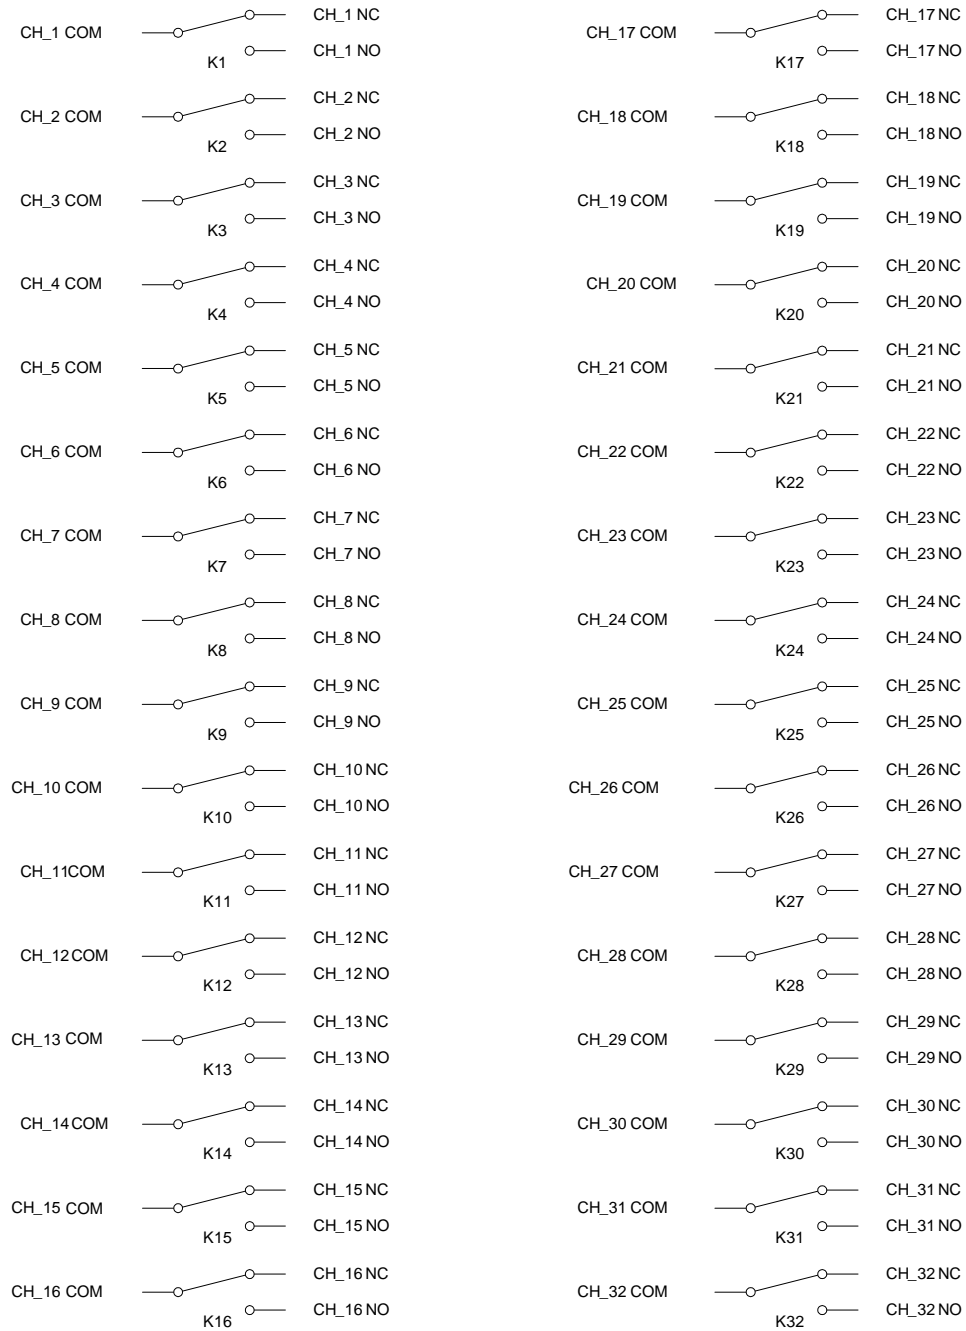 CH_1 NC
CH_1 COM
CH_1 NO
K1
CH_2 NC
CH_2 COM
CH_2 NO
K2
CH_3 NC
CH_3 COM
CH_3 NO
K3
CH_4 NC
CH_4 COM
CH_4 NO
K4
CH_5 NC
CH_5 COM
CH_5 NO
K5
CH_6 NC
CH_6 COM
CH_6 NO
K6
CH_7 NC
CH_7 COM
CH_7 NO
K7
CH_8 NC
CH_8 COM
CH_8 NO
K8
CH_9 NC
CH_9 COM
CH_9 NO
K9
CH_10 NC
CH_10 COM
CH_10 NO
K10
CH_11 NC
CH_11COM
CH_11 NO
K11
CH_12 NC
CH_12 COM
CH_12 NO
K12
CH_13 NC
CH_13 COM
CH_13 NO
K13
CH_14 NC
CH_14 COM
CH_14 NO
K14
CH_15 NC
CH_15 COM
CH_15 NO
K15
CH_16 NC
CH_16 COM
CH_16 NO
K16
CH_17 NC
CH_17 COM
CH_17 NO
K17
CH_18 NC
CH_18 COM
CH_18 NO
K18
CH_19 NC
CH_19 COM
CH_19 NO
K19
CH_20 NC
CH_20 COM
CH_20 NO
K20
CH_21 NC
CH_21 COM
CH_21 NO
K21
CH_22 NC
CH_22 COM
CH_22 NO
K22
CH_23 NC
CH_23 COM
CH_23 NO
K23
CH_24 NC
CH_24 COM
CH_24 NO
K24
CH_25 NC
CH_25 COM
CH_25 NO
K25
CH_26 NC
CH_26 COM
CH_26 NO
K26
CH_27 NC
CH_27 COM
CH_27 NO
K27
CH_28 NC
CH_28 COM
CH_28 NO
K28
CH_29 NC
CH_29 COM
CH_29 NO
K29
CH_30 NC
CH_30 COM
CH_30 NO
K30
CH_31 NC
CH_31 COM
CH_31 NO
K31
CH_32 NC
CH_32 COM
CH_32 NO
K32